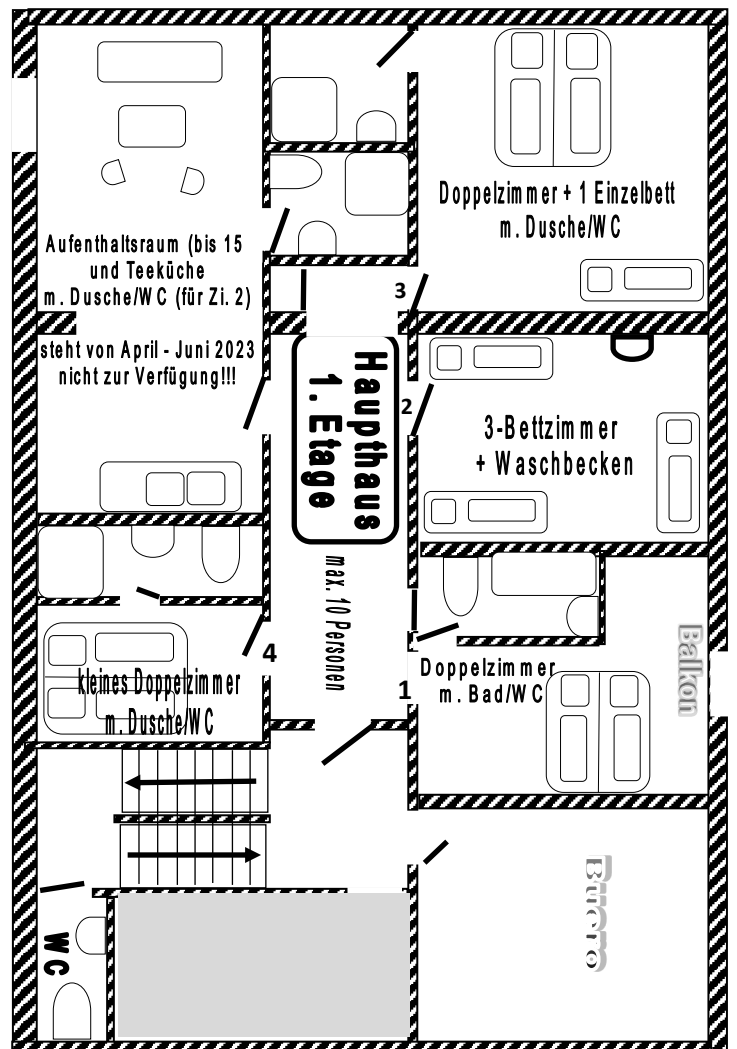 Doppelzimmer + 1 Einzelbett
m. Dusche/WC
Aufenthaltsraum (bis 15
und Teeküche
m. Dusche/WC (für Zi. 2)
3
steht von April - Juni 2023
nicht zur Verfügung!!!
Haupthaus
1. Etage
2
3-Bettzimmer
+ Waschbecken
max. 10 Personen
4
kleines Doppelzimmer
m. Dusche/WC
1
Doppelzimmer
m. Bad/WC
Balkon
Buero
WC